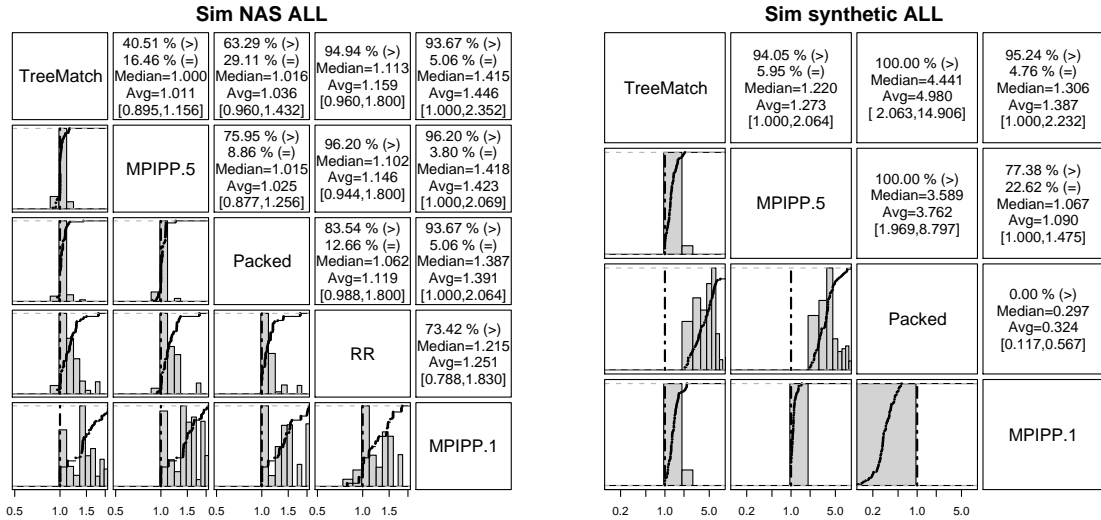 Sim NAS ALL
TreeMatch
40.51 % (>)
16.46 % (=)
Median=1.000
Avg=1.011
[0.895,1.156]
63.29 % (>)
29.11 % (=)
Median=1.016
Avg=1.036
[0.960,1.432]
94.94 % (>)
Median=1.113
Avg=1.159
[0.960,1.800]
93.67 % (>)
5.06 % (=)
Median=1.415
Avg=1.446
[1.000,2.352]
MPIPP.5
75.95 % (>)
8.86 % (=)
Median=1.015
Avg=1.025
[0.877,1.256]
96.20 % (>)
Median=1.102
Avg=1.146
[0.944,1.800]
96.20 % (>)
3.80 % (=)
Median=1.418
Avg=1.423
[1.000,2.069]
Packed
83.54 % (>)
12.66 % (=)
Median=1.062
Avg=1.119
[0.988,1.800]
93.67 % (>)
5.06 % (=)
Median=1.387
Avg=1.391
[1.000,2.064]
RR
73.42 % (>)
Median=1.215
Avg=1.251
[0.788,1.830]
MPIPP.1
0.5 1.0 1.5 0.5 1.0 1.5 0.5 1.0 1.5 0.5 1.0 1.5
Sim synthetic ALL
TreeMatch
94.05 % (>)
5.95 % (=)
Median=1.220
Avg=1.273
[1.000,2.064]
100.00 % (>)
Median=4.441
Avg=4.980
[ 2.063,14.906]
95.24 % (>)
4.76 % (=)
Median=1.306
Avg=1.387
[1.000,2.232]
MPIPP.5
100.00 % (>)
Median=3.589
Avg=3.762
[1.969,8.797]
77.38 % (>)
22.62 % (=)
Median=1.067
Avg=1.090
[1.000,1.475]
Packed
0.00 % (>)
Median=0.297
Avg=0.324
[0.117,0.567]
MPIPP.1
0.2 1.0 5.0 0.2 1.0 5.0 0.2 1.0 5.0